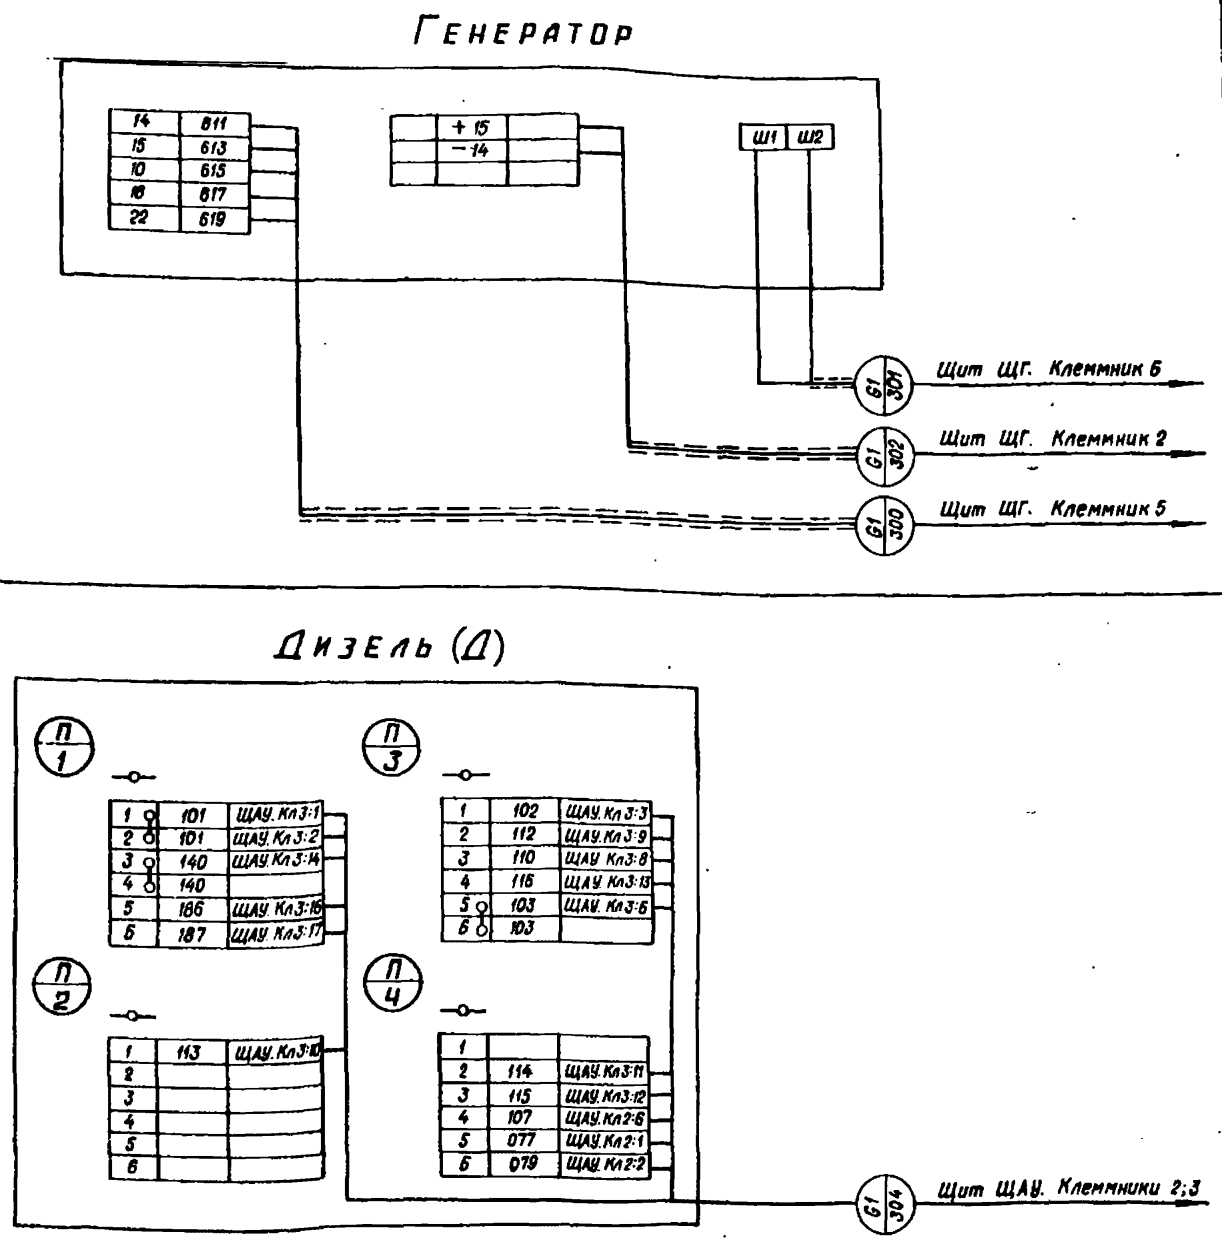 ГЕНЕРАТОР
14 611
15 613
10 615
18 617
22 619
+ 15
- 14
Ш1 Ш2
G1 301 Щит ЩГ. Клеммник 6
G1 302 Щит ЩГ. Клеммник 2
G1 300 Щит ЩГ. Клеммник 5
ДИЗЕЛЬ (Д)
П 1
1 101 ЩАУ. Кл 3:1
2 101 ЩАУ. Кл 3:2
3 140 ЩАУ. Кл 3:14
4 140
5 186 ЩАУ. Кл 3:16
6 187 ЩАУ. Кл 3:17
П 3
1 102 ЩАУ. Кл 3:3
2 112 ЩАУ. Кл 3:9
3 110 ЩАУ. Кл 3:8
4 116 ЩАУ. Кл 3:13
5 103 ЩАУ. Кл 3:6
6 103
П 2
1 113 ЩАУ. Кл 3:10
2
3
4
5
6
П 4
1
2 114 ЩАУ. Кл 3:11
3 115 ЩАУ. Кл 3:12
4 107 ЩАУ. Кл 2:6
5 077 ЩАУ. Кл 2:1
6 079 ЩАУ. Кл 2:2
G1 304 Щит ЩАУ. Клеммники 2;3